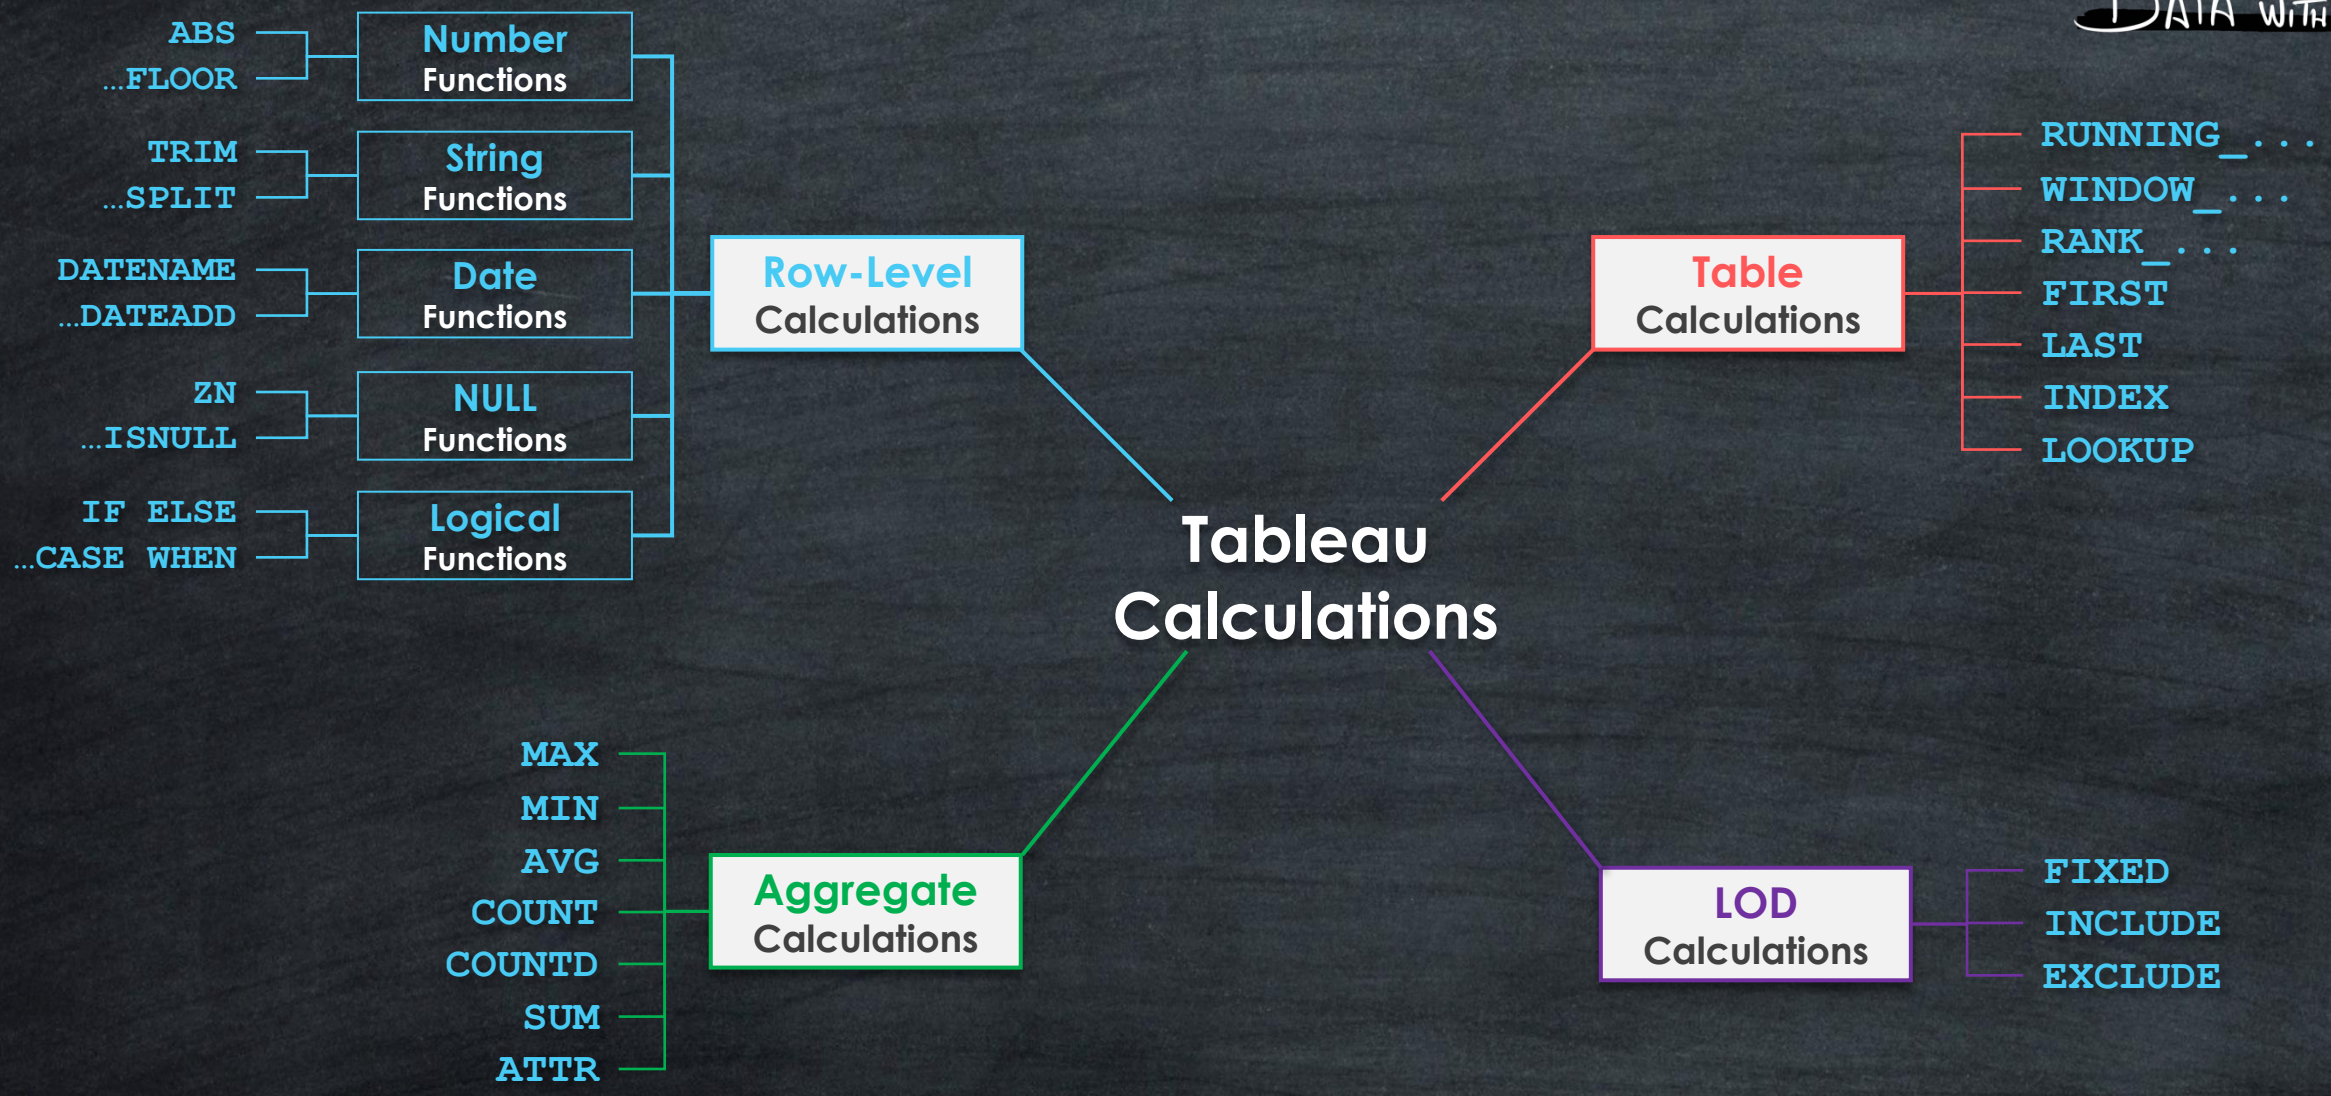 DATA WITH
ABS
...FLOOR
Number
Functions
TRIM
...SPLIT
String
Functions
DATENAME
...DATEADD
Date
Functions
ZN
...ISNULL
NULL
Functions
IF ELSE
...CASE WHEN
Logical
Functions
Row-Level
Calculations
Table
Calculations
RUNNING_...
WINDOW_...
RANK_...
FIRST
LAST
INDEX
LOOKUP
Tableau
Calculations
MAX
MIN
AVG
COUNT
COUNTD
SUM
ATTR
Aggregate
Calculations
LOD
Calculations
FIXED
INCLUDE
EXCLUDE